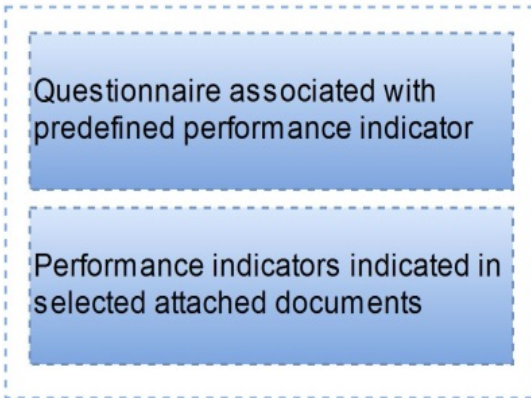 Questionnaire associated with
predefined performance indicator
Performance indicators indicated in
selected attached documents